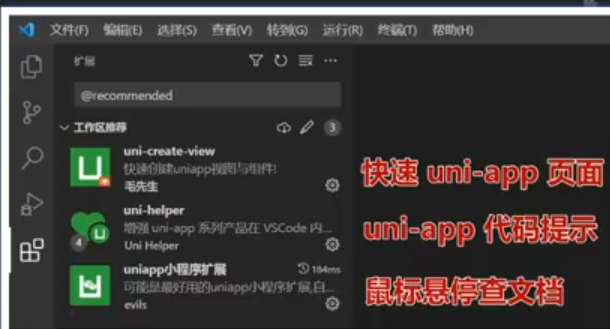 文件(F) 编辑(E) 选择(S) 查看(V) 转到(G) 运行(R) 终端(T) 帮助(H)
扩展
@recommended
工作区推荐 3
uni-create-view
快速创建uniapp视图与组件!
毛先生
uni-helper
增强 uni-app 系列产品在 VSCode 内...
4
Uni Helper
uniapp小程序扩展 184ms
可能是最好用的uniapp小程序扩展,自...
evils
快速 uni-app 页面
uni-app 代码提示
鼠标悬停查文档